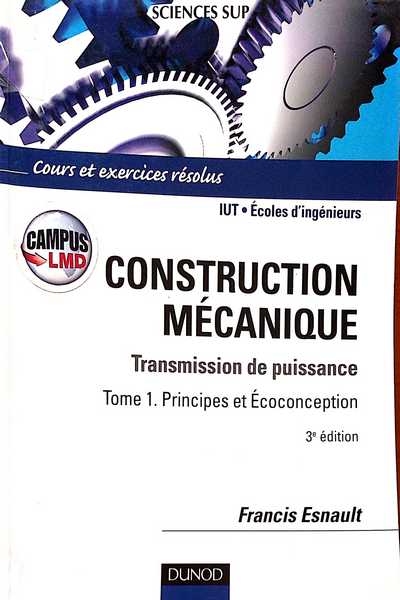 SCIENCES SUP
Cours et exercices résolus
IUT • Écoles d'ingénieurs
CAMPUS
LMD
CONSTRUCTION
MÉCANIQUE
Transmission de puissance
Tome 1. Principes et Écoconception
3e édition
Francis Esnault
DUNOD